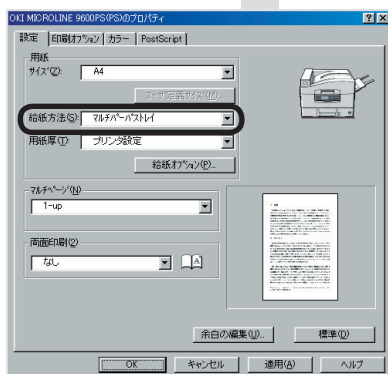 OKI MICROLINE 9600PS(PS)のプロパティ
設定 印刷オプション カラー PostScript
用紙
サイズ(Z): A4
ユーザ定義サイズ(M)
給紙方法(S): マルチパーパストレイ
用紙厚(T): プリンタ設定
給紙オプション(P)...
マルチページ(N)
1-up
両面印刷(2)
なし
余白の編集(U)... 標準(D)
OK キャンセル 適用(A) ヘルプ